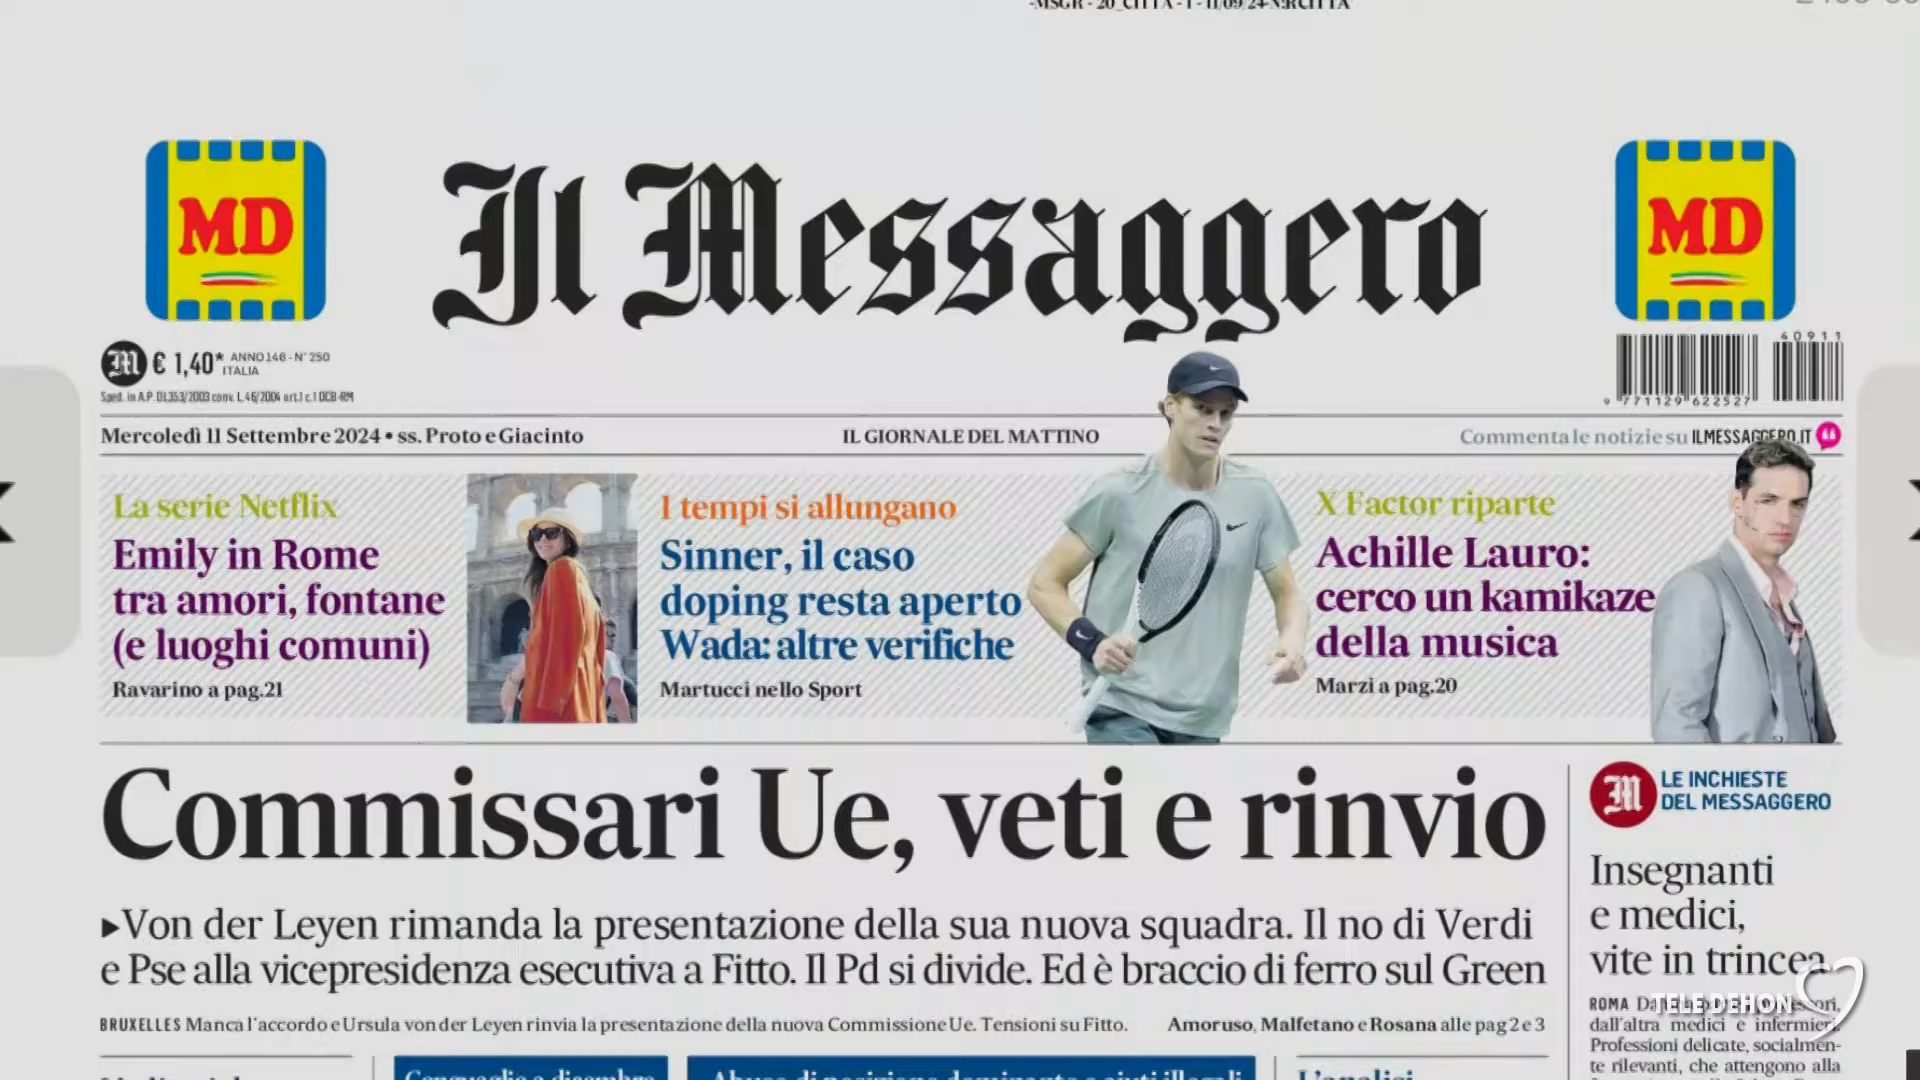 -MSGR - 20_CITTA - 1 - 11/09/24-N:RCITTA'
MD
Il Messaggero
MD
€ 1,40* ANNO 146 - N° 250
ITALIA
Sped. in A.P. DL353/2003 conv. L.46/2004 art.1 c.1 DCB-RM
40911
9 771129 622527
Mercoledì 11 Settembre 2024 • ss. Proto e Giacinto
IL GIORNALE DEL MATTINO
Commenta le notizie su ILMESSAGGERO.IT
La serie Netflix
Emily in Rome
tra amori, fontane
(e luoghi comuni)
Ravarino a pag.21
I tempi si allungano
Sinner, il caso
doping resta aperto
Wada: altre verifiche
Martucci nello Sport
X Factor riparte
Achille Lauro:
cerco un kamikaze
della musica
Marzi a pag.20
Commissari Ue, veti e rinvio
►Von der Leyen rimanda la presentazione della sua nuova squadra. Il no di Verdi
e Pse alla vicepresidenza esecutiva a Fitto. Il Pd si divide. Ed è braccio di ferro sul Green
BRUXELLES Manca l'accordo e Ursula von der Leyen rinvia la presentazione della nuova Commissione Ue. Tensioni su Fitto.
Amoruso, Malfetano e Rosana alle pag 2 e 3
LE INCHIESTE
DEL MESSAGGERO
Insegnanti
e medici,
vite in trincea
ROMA
dall'altra medici e infermieri.
Professioni delicate, socialmen-
te rilevanti, che attengono alla
TELE DEHON
Conguaglio a dicembre
Abuso di posizione dominante e aiuti illegali
L'analisi